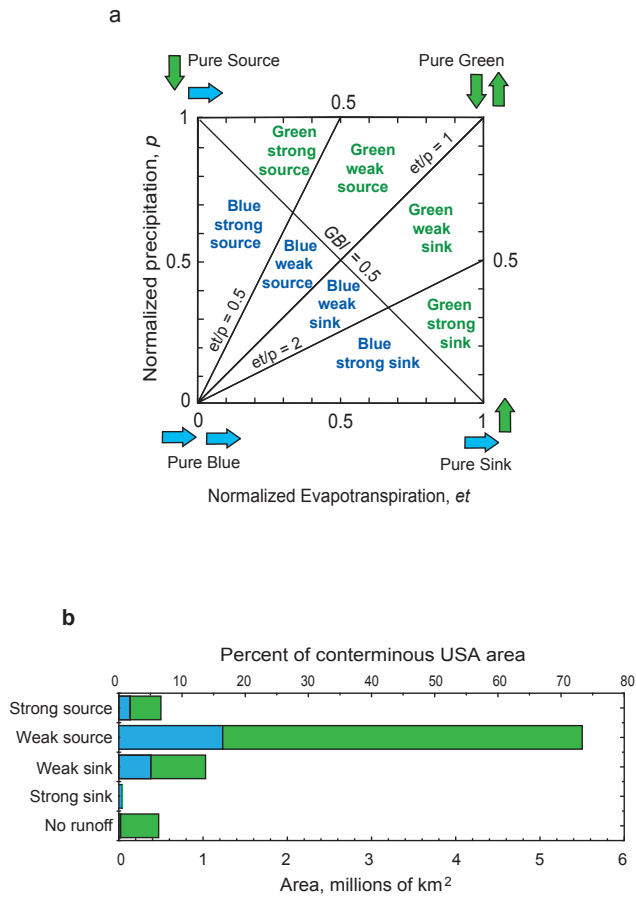 a
Pure Source
Pure Green
0.5
1
Green
strong
source
Green
weak
source
et/p = 1
Blue
strong
source
Green
weak
sink
GBI = 0.5
Blue
weak
source
Blue
weak
sink
0.5
0.5
et/p = 0.5
et/p = 2
Green
strong
sink
Blue
strong sink
Normalized precipitation, p
0
0
0.5
1
Pure Blue
Pure Sink
Normalized Evapotranspiration, et
b
Percent of conterminous USA area
0 10 20 30 40 50 60 70 80
Strong source
Weak source
Weak sink
Strong sink
No runoff
0 1 2 3 4 5 6
Area, millions of km²